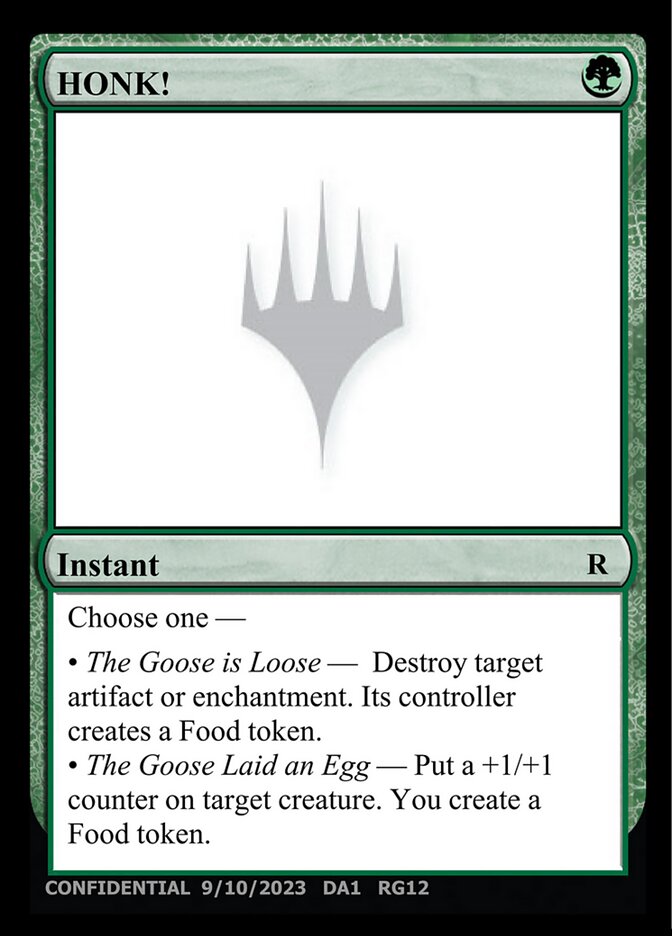 HONK!
Instant R
Choose one —
• The Goose is Loose — Destroy target
artifact or enchantment. Its controller
creates a Food token.
• The Goose Laid an Egg — Put a +1/+1
counter on target creature. You create a
Food token.
CONFIDENTIAL 9/10/2023 DA1 RG12